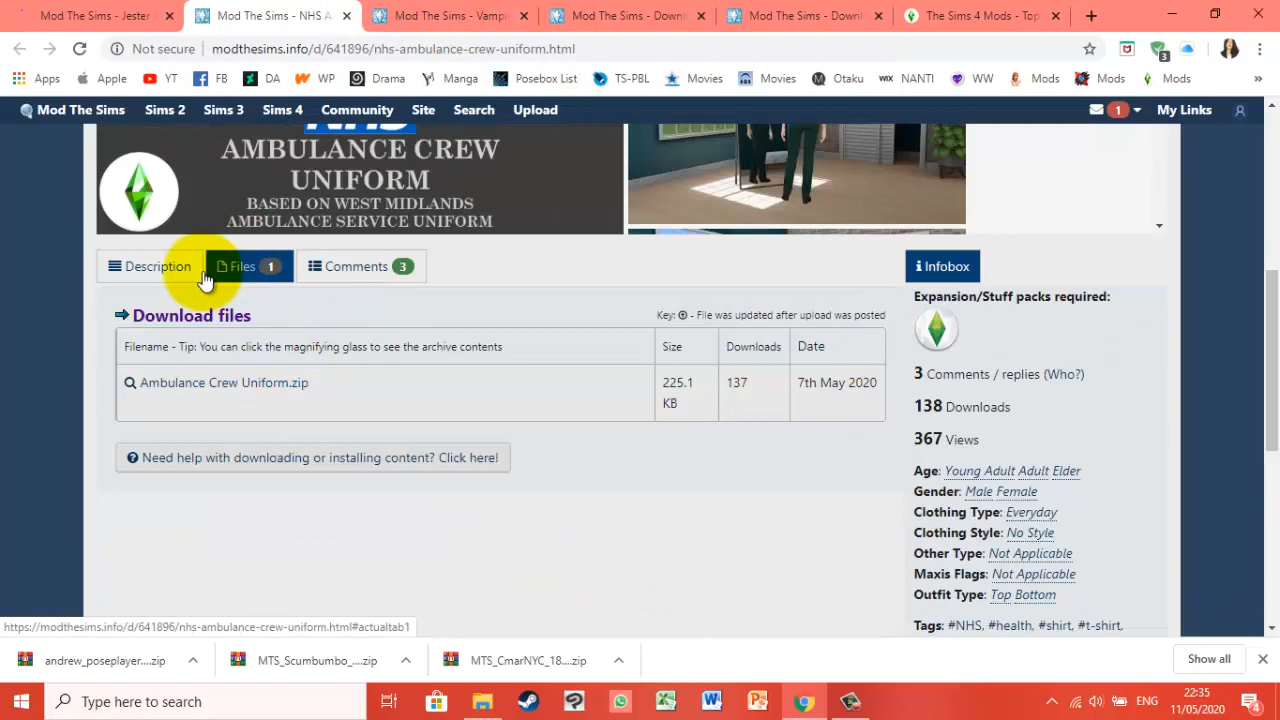 Mod The Sims - Jester
Mod The Sims - NHS A
Mod The Sims - Vamp
Mod The Sims - Downl
Mod The Sims - Downl
The Sims 4 Mods - Top
Not secure
modthesims.info/d/641896/nhs-ambulance-crew-uniform.html
3
Apps
Apple
YT
FB
DA
WP
Drama
Manga
Posebox List
TS-PBL
Movies
Movies
Otaku
WIX NANTI
WW
Mods
Mods
Mods
»
Mod The Sims
Sims 2
Sims 3
Sims 4
Community
Site
Search
Upload
1
My Links
AMBULANCE CREW
UNIFORM
BASED ON WEST MIDLANDS
AMBULANCE SERVICE UNIFORM
Description
Files 1
Comments 3
Infobox
Download files
Key: - File was updated after upload was posted
Filename - Tip: You can click the magnifying glass to see the archive contents
Size
Downloads
Date
Ambulance Crew Uniform.zip
225.1
KB
137
7th May 2020
Need help with downloading or installing content? Click here!
Expansion/Stuff packs required:
3 Comments / replies (Who?)
138 Downloads
367 Views
Age: Young Adult Adult Elder
Gender: Male Female
Clothing Type: Everyday
Clothing Style: No Style
Other Type: Not Applicable
Maxis Flags: Not Applicable
Outfit Type: Top Bottom
Tags: #NHS, #health, #shirt, #t-shirt,
https://modthesims.info/d/641896/nhs-ambulance-crew-uniform.html#actualtab1
andrew_poseplayer....zip
MTS_Scumbumbo_....zip
MTS_CmarNYC_18....zip
Show all
Type here to search
ENG
22:35
11/05/2020
4